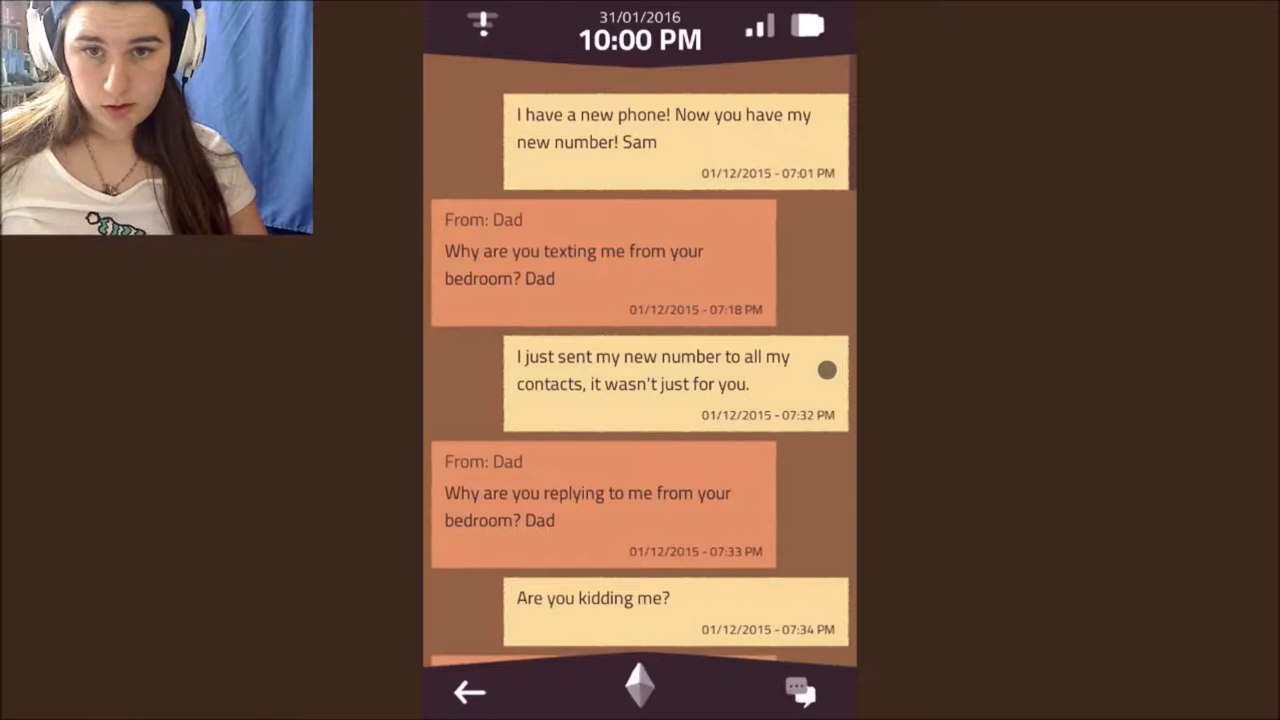 31/01/2016
10:00 PM
I have a new phone! Now you have my
new number! Sam
01/12/2015 - 07:01 PM
From: Dad
Why are you texting me from your
bedroom? Dad
01/12/2015 - 07:18 PM
I just sent my new number to all my
contacts, it wasn't just for you.
01/12/2015 - 07:32 PM
From: Dad
Why are you replying to me from your
bedroom? Dad
01/12/2015 - 07:33 PM
Are you kidding me?
01/12/2015 - 07:34 PM